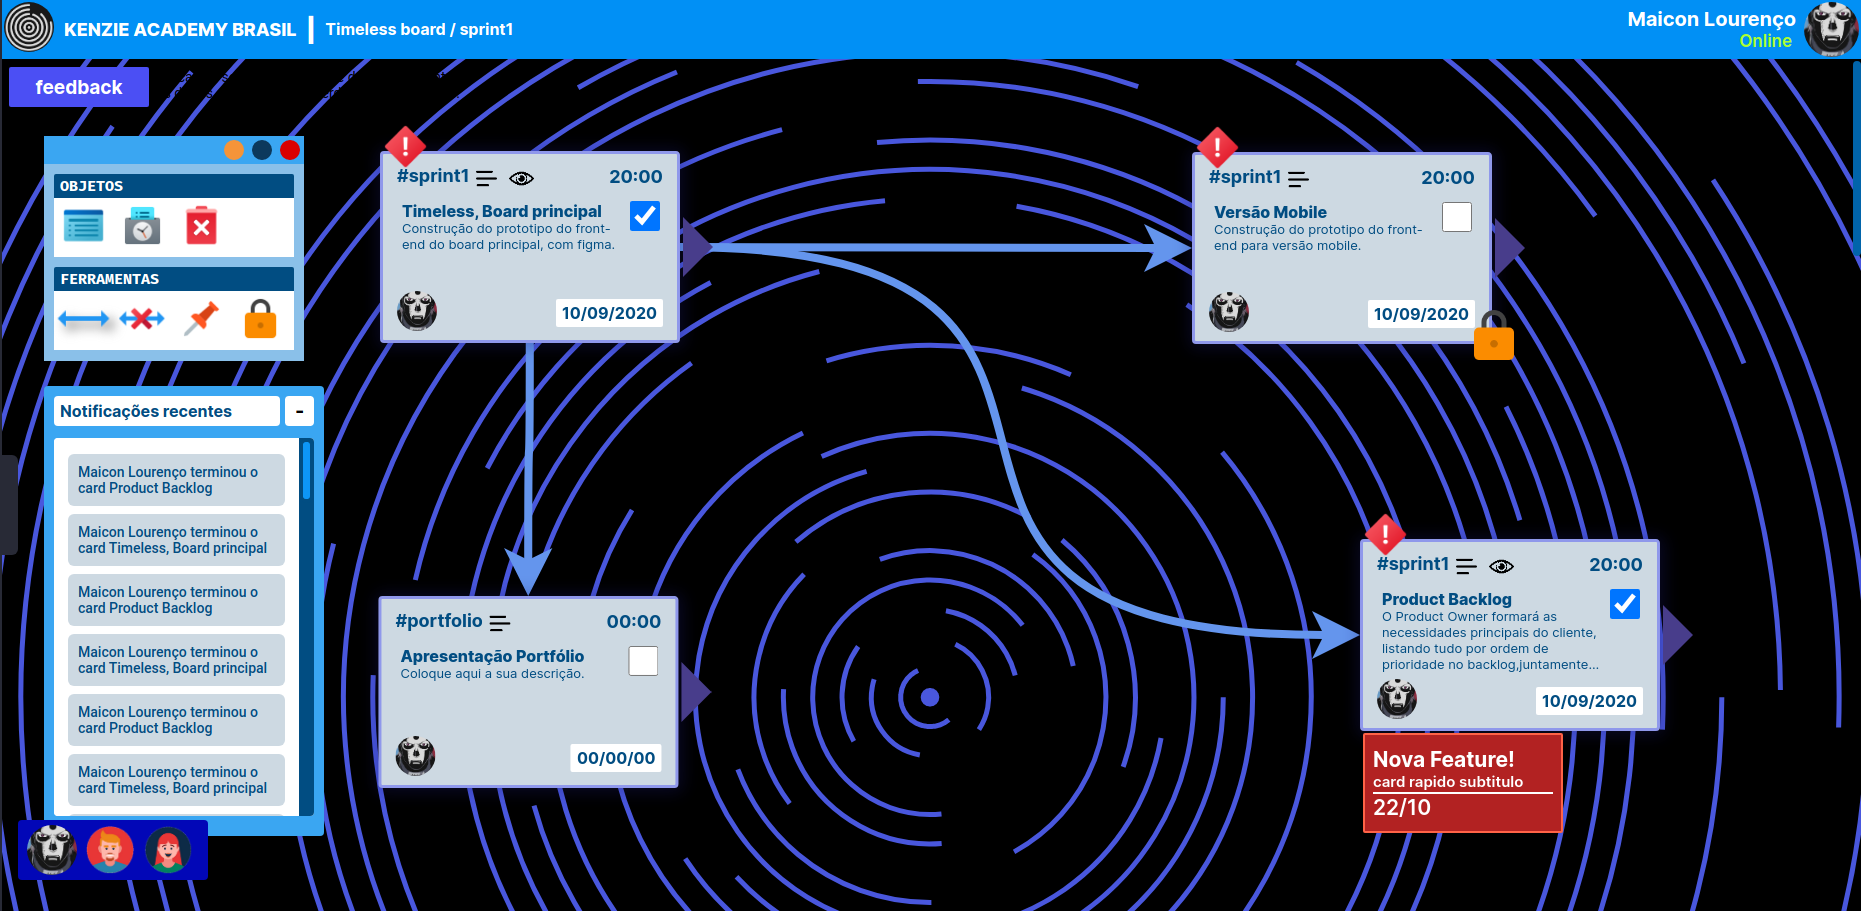 KENZIE ACADEMY BRASIL
Timeless board / sprint1
Maicon Lourenço
Online
feedback
OBJETOS
FERRAMENTAS
Notificações recentes
-
Maicon Lourenço terminou o
card Product Backlog
Maicon Lourenço terminou o
card Timeless, Board principal
Maicon Lourenço terminou o
card Product Backlog
Maicon Lourenço terminou o
card Timeless, Board principal
Maicon Lourenço terminou o
card Product Backlog
Maicon Lourenço terminou o
card Timeless, Board principal
#sprint1
20:00
Timeless, Board principal
Construção do prototipo do front-
end do board principal, com figma.
10/09/2020
#sprint1
20:00
Versão Mobile
Construção do prototipo do front-
end para versão mobile.
10/09/2020
#portfolio
00:00
Apresentação Portfólio
Coloque aqui a sua descrição.
00/00/00
#sprint1
20:00
Product Backlog
O Product Owner formará as
necessidades principais do cliente,
listando tudo por ordem de
prioridade no backlog,juntamente...
10/09/2020
Nova Feature!
card rapido subtitulo
22/10